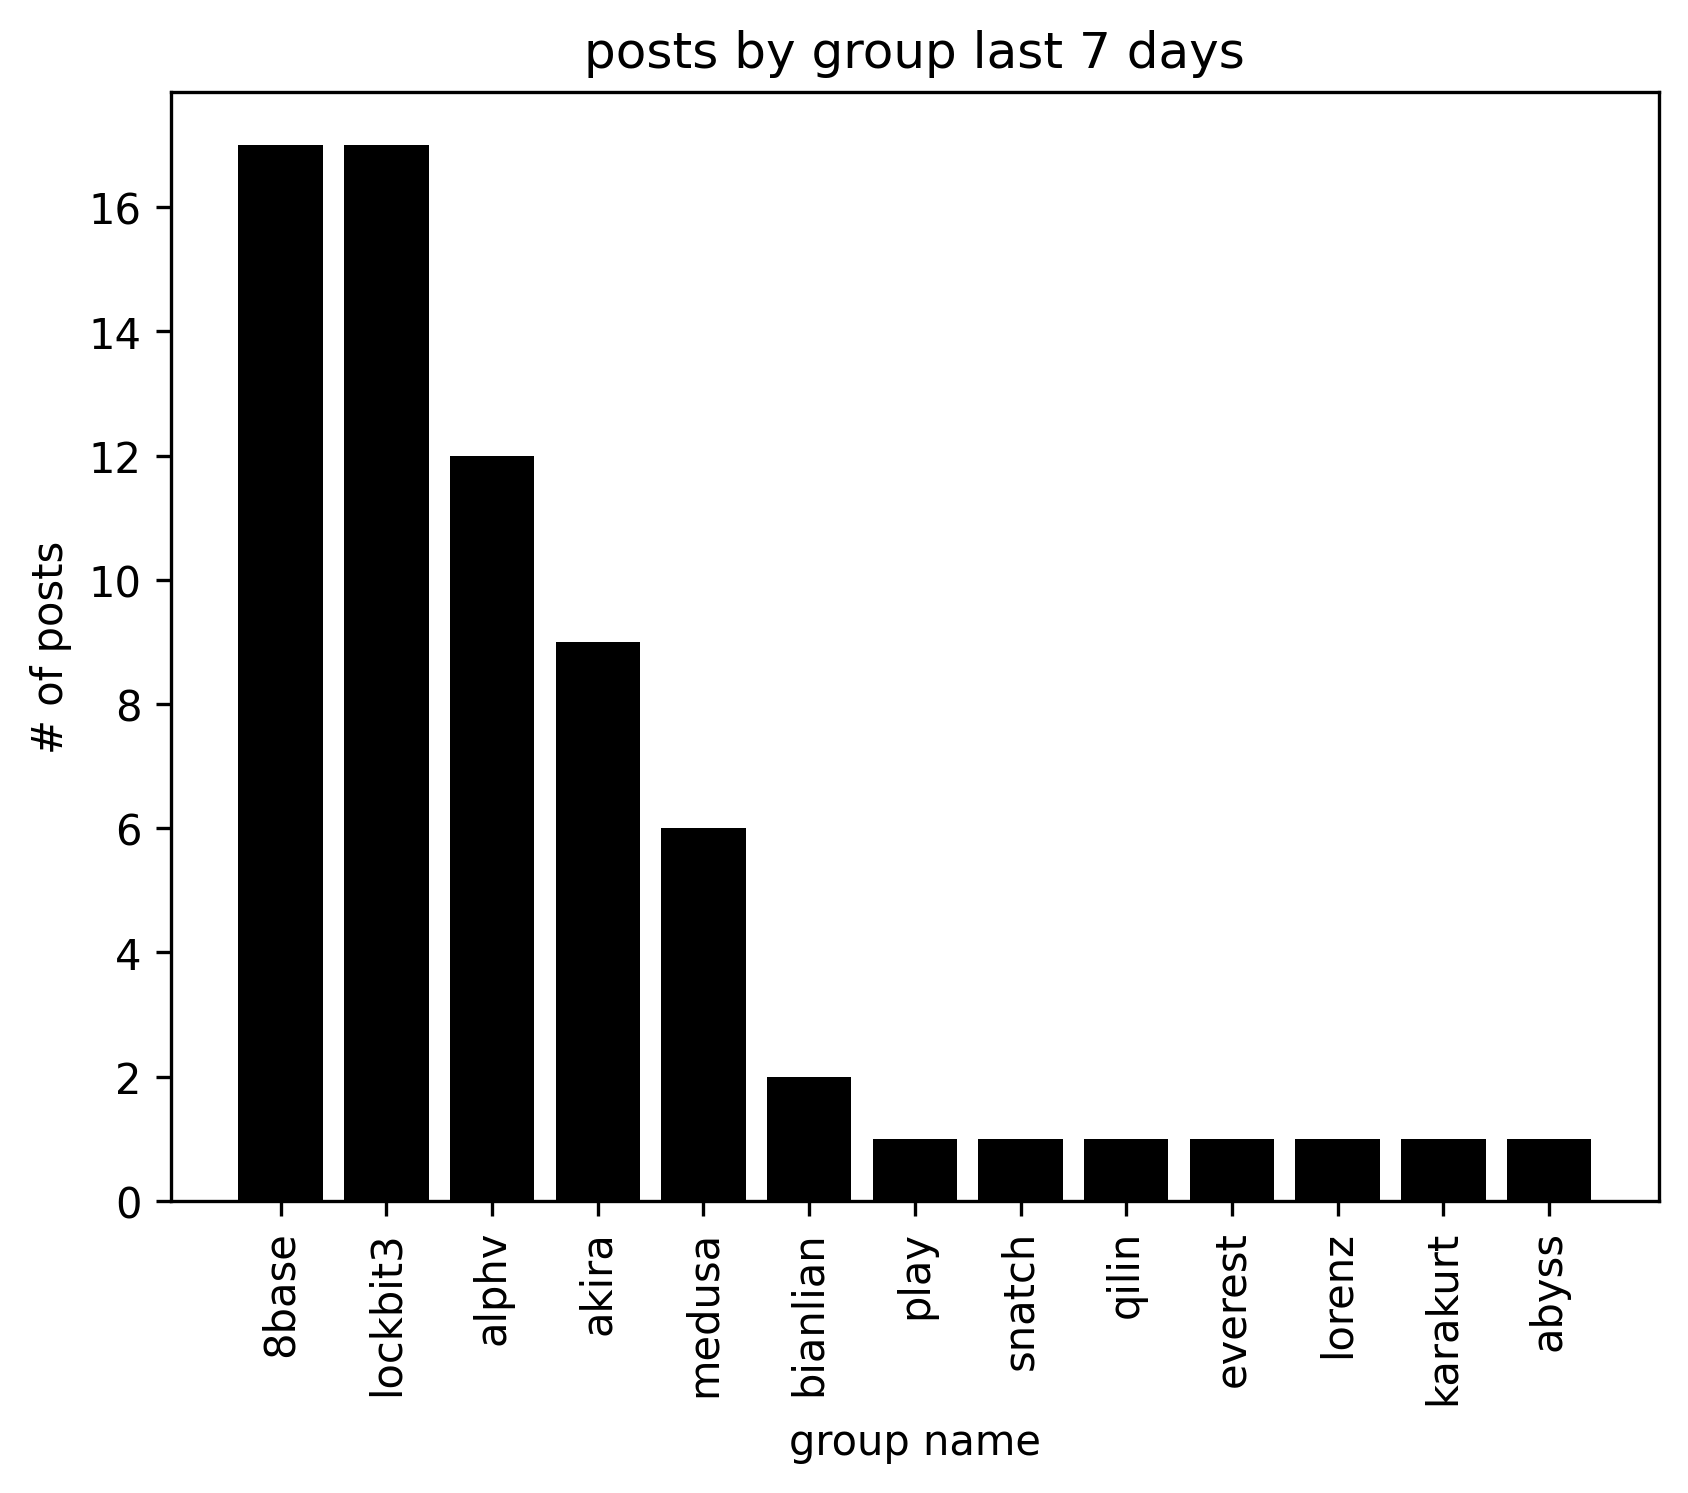 posts by group last 7 days
# of posts
16
14
12
10
8
6
4
2
0
8base
lockbit3
alphv
akira
medusa
bianlian
play
snatch
qilin
everest
lorenz
karakurt
abyss
group name